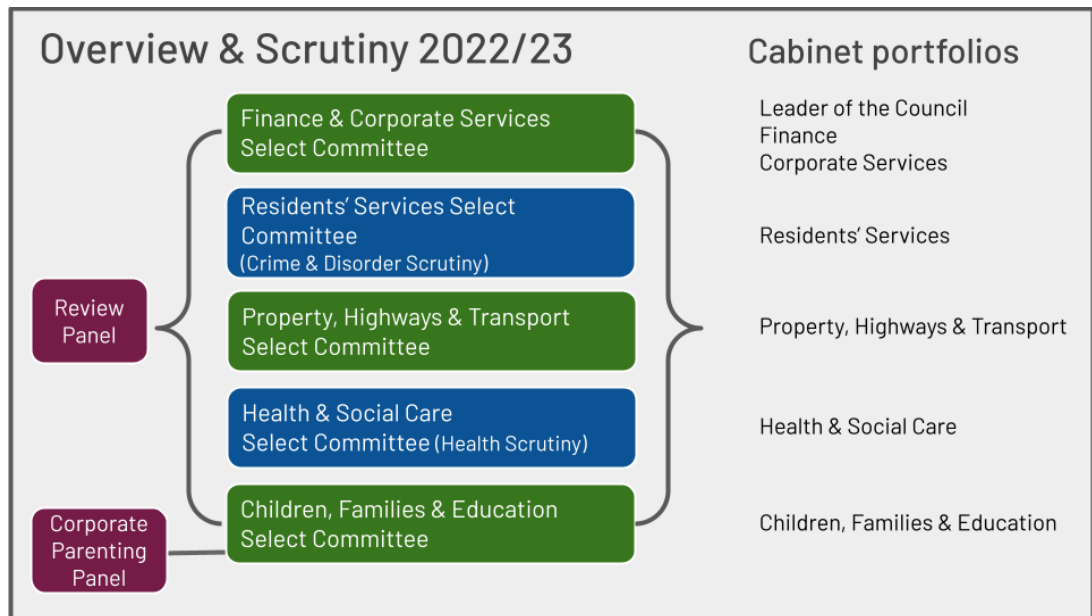 Overview & Scrutiny 2022/23
Cabinet portfolios
Finance & Corporate Services
Select Committee
Leader of the Council
Finance
Corporate Services
Residents’ Services Select
Committee
(Crime & Disorder Scrutiny)
Residents’ Services
Review
Panel
Property, Highways & Transport
Select Committee
Property, Highways & Transport
Health & Social Care
Select Committee (Health Scrutiny)
Health & Social Care
Children, Families & Education
Select Committee
Children, Families & Education
Corporate
Parenting
Panel